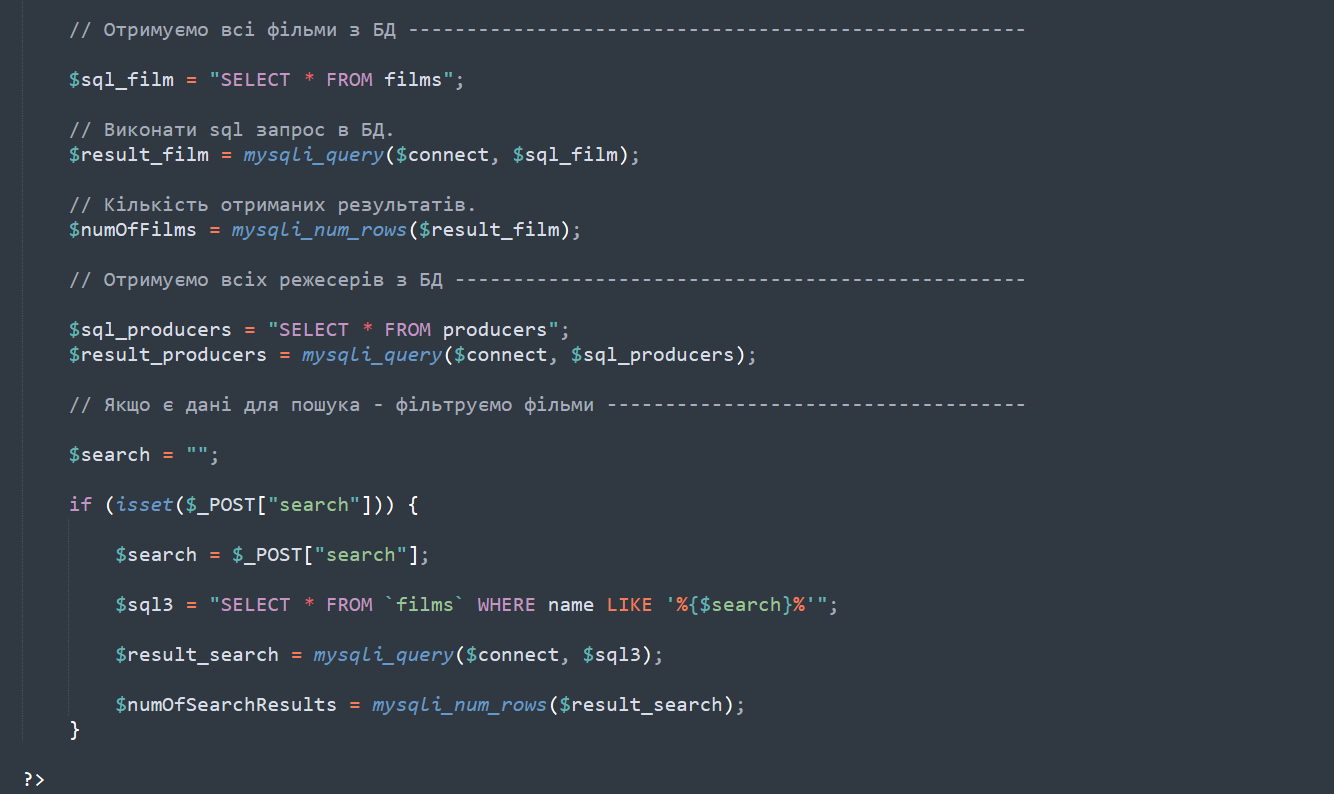 // Отримуємо всі фільми з БД -----------------------------------------------------
$sql_film = "SELECT * FROM films";
// Виконати sql запрос в БД.
$result_film = mysqli_query($connect, $sql_film);
// Кількість отриманих результатів.
$numOfFilms = mysqli_num_rows($result_film);
// Отримуємо всіх режесерів з БД -------------------------------------------------
$sql_producers = "SELECT * FROM producers";
$result_producers = mysqli_query($connect, $sql_producers);
// Якщо є дані для пошука - фільтруємо фільми ------------------------------------
$search = "";
if (isset($_POST["search"])) {
$search = $_POST["search"];
$sql3 = "SELECT * FROM `films` WHERE name LIKE '%{$search}%'";
$result_search = mysqli_query($connect, $sql3);
$numOfSearchResults = mysqli_num_rows($result_search);
}
?>